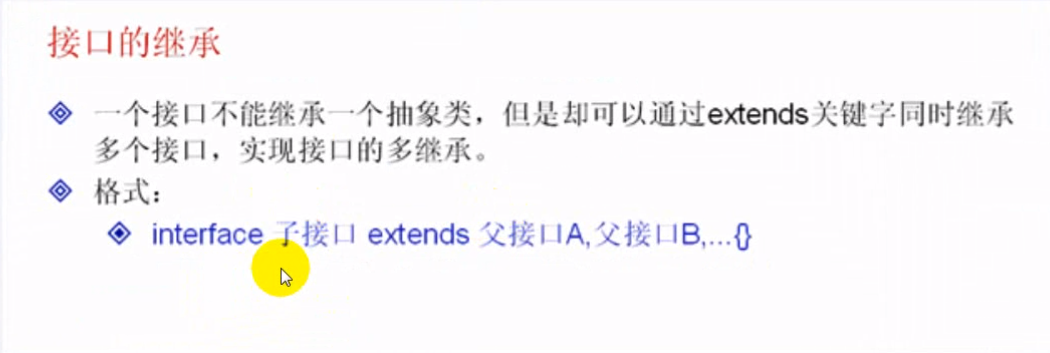 接口的继承
一个接口不能继承一个抽象类，但是却可以通过extends关键字同时继承
多个接口，实现接口的多继承。
格式：
interface 子接口 extends 父接口A,父接口B,...{}